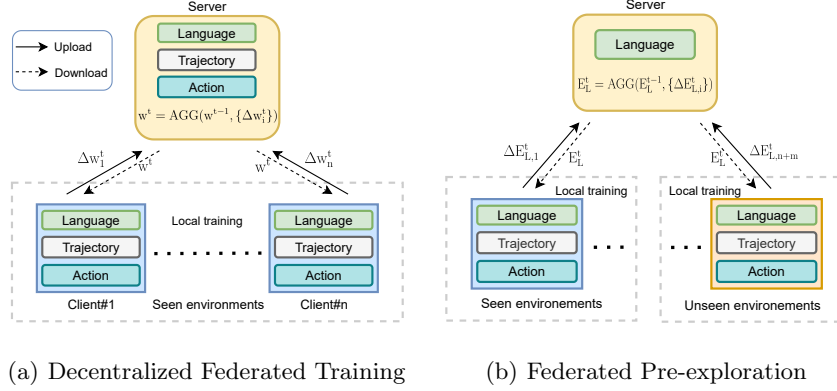 Server
Language
Trajectory
Action
w^t = AGG(w^{t-1}, {Δw_i^t})
Upload
Download
Δw_1^t
w^t
w^t
Δw_n^t
Language
Trajectory
Action
Client#1
Local training
Seen environments
Language
Trajectory
Action
Client#n
(a) Decentralized Federated Training
Server
Language
E_L^t = AGG(E_L^{t-1}, {ΔE_{L,i}^t})
ΔE_{L,1}^t
E_L^t
E_L^t
ΔE_{L,n+m}^t
Local training
Language
Trajectory
Action
Seen environements
Local training
Language
Trajectory
Action
Unseen environements
(b) Federated Pre-exploration